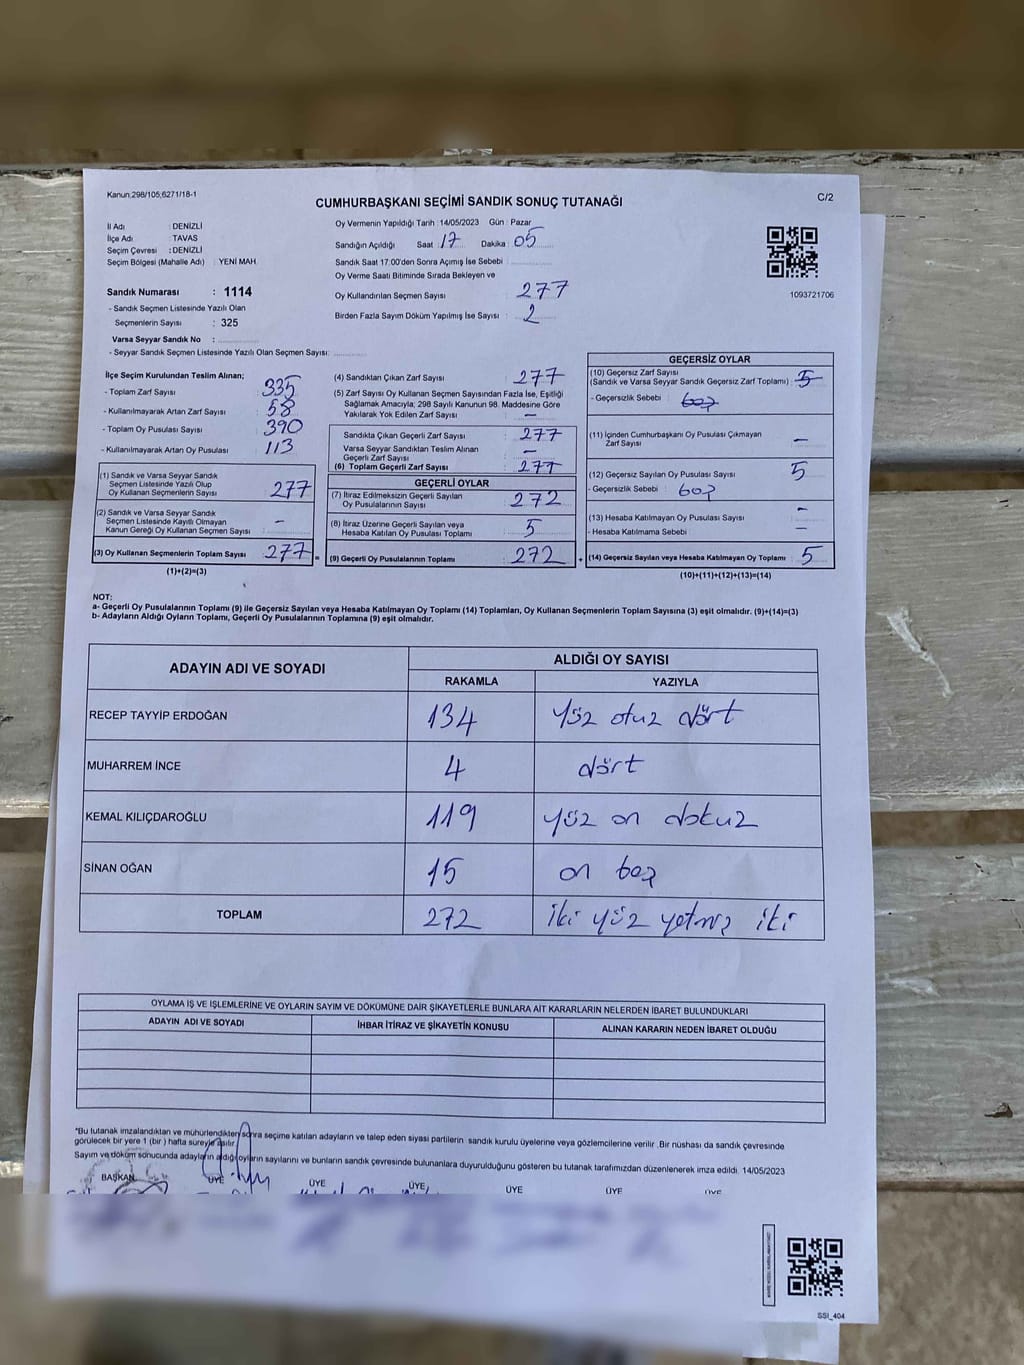 Kanun:298/105;6271/18-1
C/2
CUMHURBAŞKANI SEÇİMİ SANDIK SONUÇ TUTANAĞI
İl Adı : DENİZLİ
İlçe Adı : TAVAS
Seçim Çevresi : DENİZLİ
Seçim Bölgesi (Mahalle Adı) : YENİ MAH.
Sandık Numarası : 1114
- Sandık Seçmen Listesinde Yazılı Olan
Seçmenlerin Sayısı : 325
Varsa Seyyar Sandık No :
- Seyyar Sandık Seçmen Listesinde Yazılı Olan Seçmen Sayısı:
Oy Vermenin Yapıldığı Tarih :14/05/2023 Gün : Pazar
Sandığın Açıldığı Saat : 17 Dakika : 05
Sandık Saat 17:00'den Sonra Açımış İse Sebebi :
Oy Verme Saati Bitiminde Sırada Bekleyen ve
Oy Kullandırılan Seçmen Sayısı : 277
Birden Fazla Sayım Döküm Yapılmış İse Sayısı : 2
1093721706
İlçe Seçim Kurulundan Teslim Alınan;
- Toplam Zarf Sayısı : 335
- Kullanılmayarak Artan Zarf Sayısı : 58
- Toplam Oy Pusulası Sayısı : 390
- Kullanılmayarak Artan Oy Pusulası : 113
(1) Sandık ve Varsa Seyyar Sandık
Seçmen Listesinde Yazılı Olup
Oy Kullanan Seçmenlerin Sayısı : 277
(2) Sandık ve Varsa Seyyar Sandık
Seçmen Listesinde Kayıtlı Olmayan
Kanun Gereği Oy Kullanan Seçmen Sayısı : -
(3) Oy Kullanan Seçmenlerin Toplam Sayısı : 277
(1)+(2)=(3)
(4) Sandıktan Çıkan Zarf Sayısı : 277
(5) Zarf Sayısı Oy Kullanan Seçmen Sayısından Fazla İse, Eşitliği
Sağlamak Amacıyla; 298 Sayılı Kanunun 98. Maddesine Göre
Yakılarak Yok Edilen Zarf Sayısı : -
Sandıkta Çıkan Geçerli Zarf Sayısı : 277
Varsa Seyyar Sandıktan Teslim Alınan
Geçerli Zarf Sayısı : -
(6) Toplam Geçerli Zarf Sayısı : 277
GEÇERLİ OYLAR
(7) İtiraz Edilmeksizin Geçerli Sayılan
Oy Pusulalarının Sayısı : 272
(8) İtiraz Üzerine Geçerli Sayılan veya
Hesaba Katılan Oy Pusulası Toplamı : 5
(9) Geçerli Oy Pusulalarının Toplamı : 272
GEÇERSİZ OYLAR
(10) Geçersiz Zarf Sayısı
(Sandık ve Varsa Seyyar Sandık Geçersiz Zarf Toplamı) : 5
- Geçersizlik Sebebi : boş
(11) İçinden Cumhurbaşkanı Oy Pusulası Çıkmayan
Zarf Sayısı : -
(12) Geçersiz Sayılan Oy Pusulası Sayısı : 5
- Geçersizlik Sebebi : boş
(13) Hesaba Katılmayan Oy Pusulası Sayısı : -
- Hesaba Katılmama Sebebi : -
(14) Geçersiz Sayılan veya Hesaba Katılmayan Oy Toplamı : 5
(10)+(11)+(12)+(13)=(14)
NOT:
a- Geçerli Oy Pusulalarının Toplamı (9) ile Geçersiz Sayılan veya Hesaba Katılmayan Oy Toplamı (14) Toplamları, Oy Kullanan Seçmenlerin Toplam Sayısına (3) eşit olmalıdır. (9)+(14)=(3)
b- Adayların Aldığı Oyların Toplamı, Geçerli Oy Pusulalarının Toplamına (9) eşit olmalıdır.
ADAYIN ADI VE SOYADI ALDIĞI OY SAYISI
RAKAMLA YAZIYLA
RECEP TAYYİP ERDOĞAN 134 Yüz otuz dört
MUHARREM İNCE 4 dört
KEMAL KILIÇDAROĞLU 119 yüz on dokuz
SİNAN OĞAN 15 on beş
TOPLAM 272 iki yüz yetmiş iki
OYLAMA İŞ VE İŞLEMLERİNE VE OYLARIN SAYIM VE DÖKÜMÜNE DAİR ŞİKAYETLERLE BUNLARA AİT KARARLARIN NELERDEN İBARET BULUNDUKLARI
ADAYIN ADI VE SOYADI İHBAR İTİRAZ VE ŞİKAYETİN KONUSU ALINAN KARARIN NEDEN İBARET OLDUĞU
*Bu tutanak imzalandıktan ve mühürlendikten sonra seçime katılan adayların ve talep eden siyasi partilerin sandık kurulu üyelerine veya gözlemcilerine verilir. Bir nüshası da sandık çevresinde
görülecek bir yere 1 (bir ) hafta süreyle asılır.
Sayım ve döküm sonucunda adayların aldığı oyların sayılarını ve bunların sandık çevresinde bulunanlara duyurulduğunu gösteren bu tutanak tarafımızdan düzenlenerek imza edildi. 14/05/2023
BAŞKAN ÜYE ÜYE ÜYE ÜYE ÜYE ÜYE
SSI_404